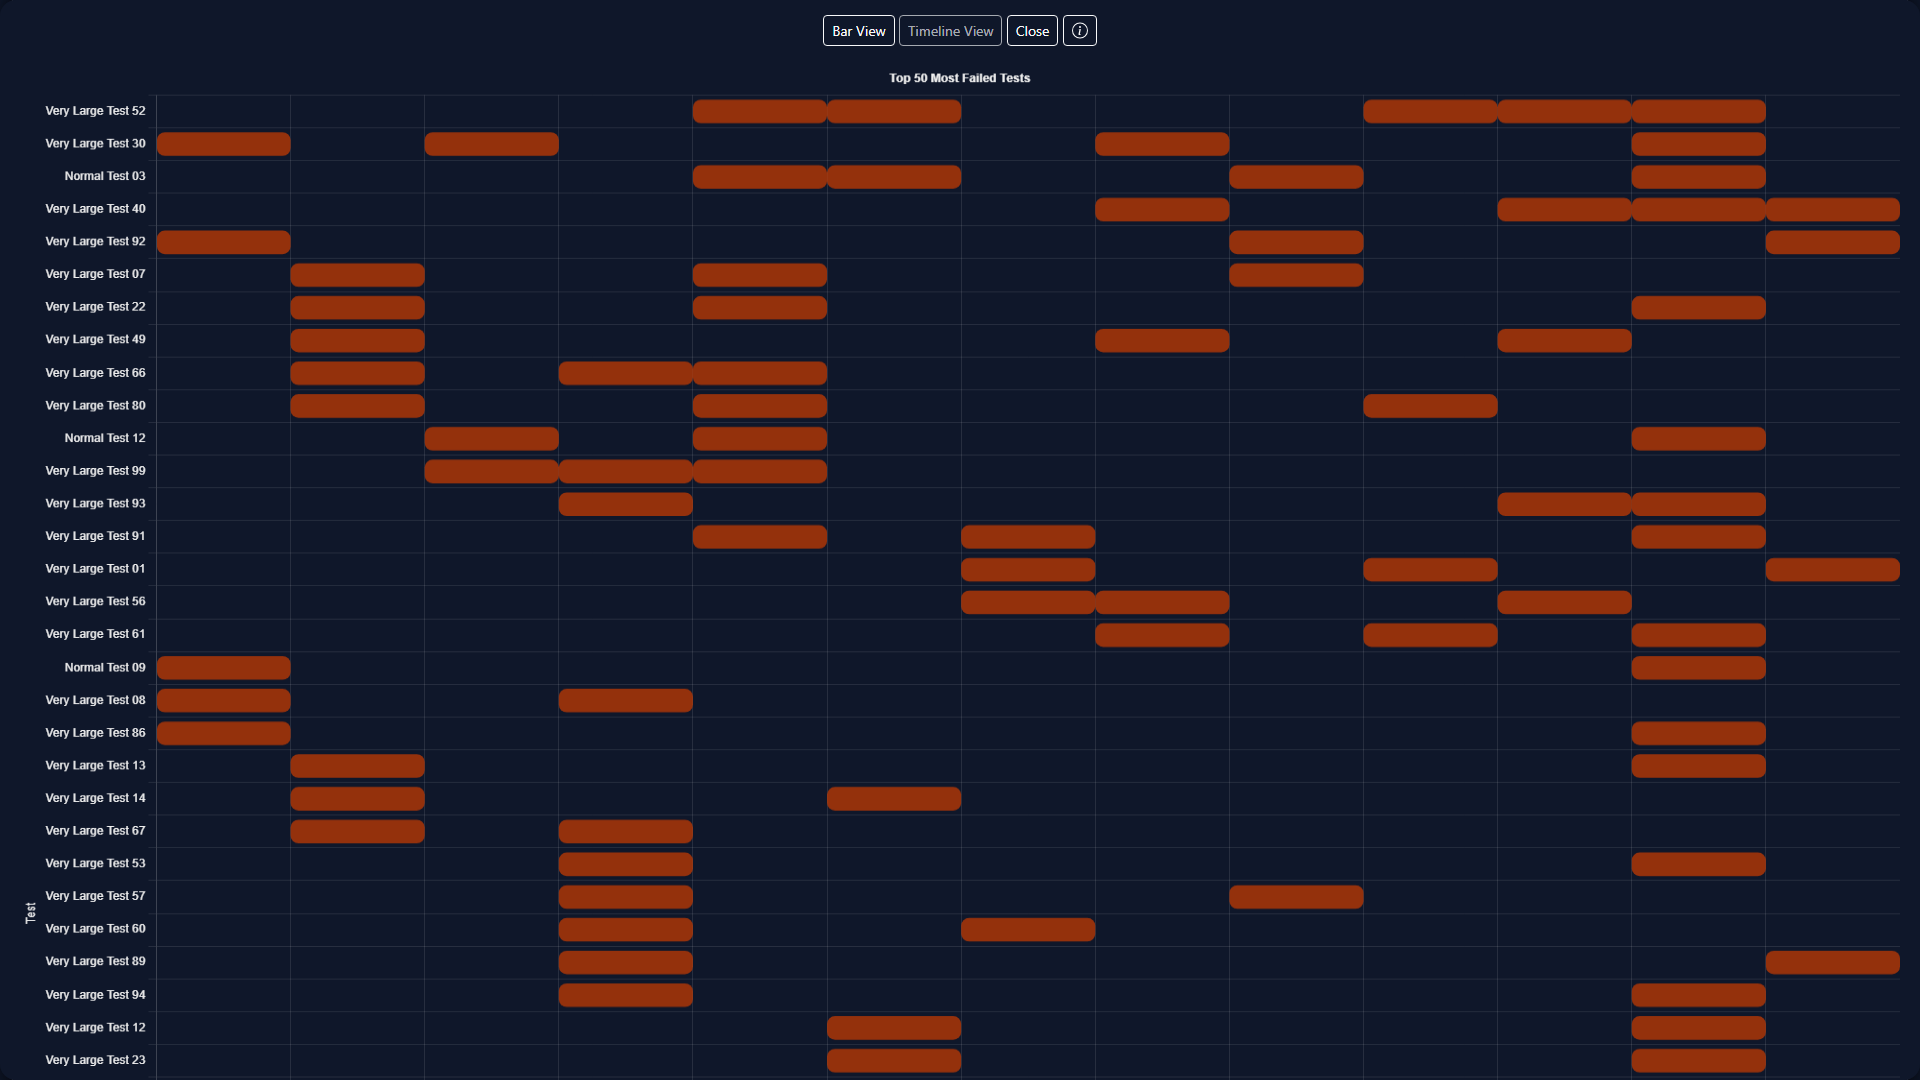 Bar View Timeline View Close
Top 50 Most Failed Tests
Very Large Test 52
Very Large Test 30
Normal Test 03
Very Large Test 40
Very Large Test 92
Very Large Test 07
Very Large Test 22
Very Large Test 49
Very Large Test 66
Very Large Test 80
Normal Test 12
Very Large Test 99
Very Large Test 93
Very Large Test 91
Very Large Test 01
Very Large Test 56
Very Large Test 61
Normal Test 09
Very Large Test 08
Very Large Test 86
Very Large Test 13
Very Large Test 14
Very Large Test 67
Very Large Test 53
Very Large Test 57
Very Large Test 60
Very Large Test 89
Very Large Test 94
Very Large Test 12
Very Large Test 23
Test